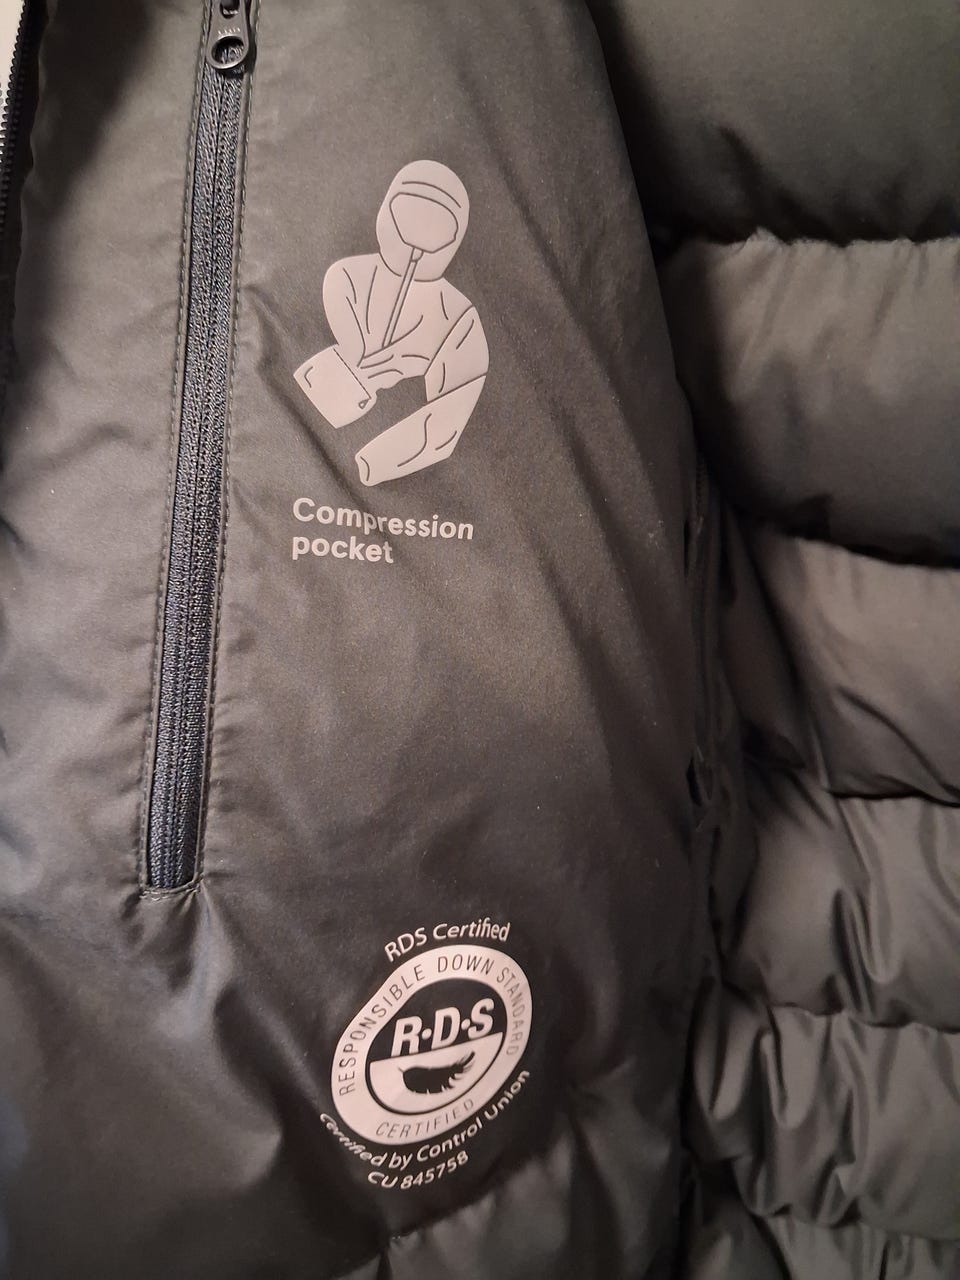 Compression
pocket
RDS Certified
RESPONSIBLE DOWN STANDARD
R·D·S
CERTIFIED
Certified by Control Union
CU 845758